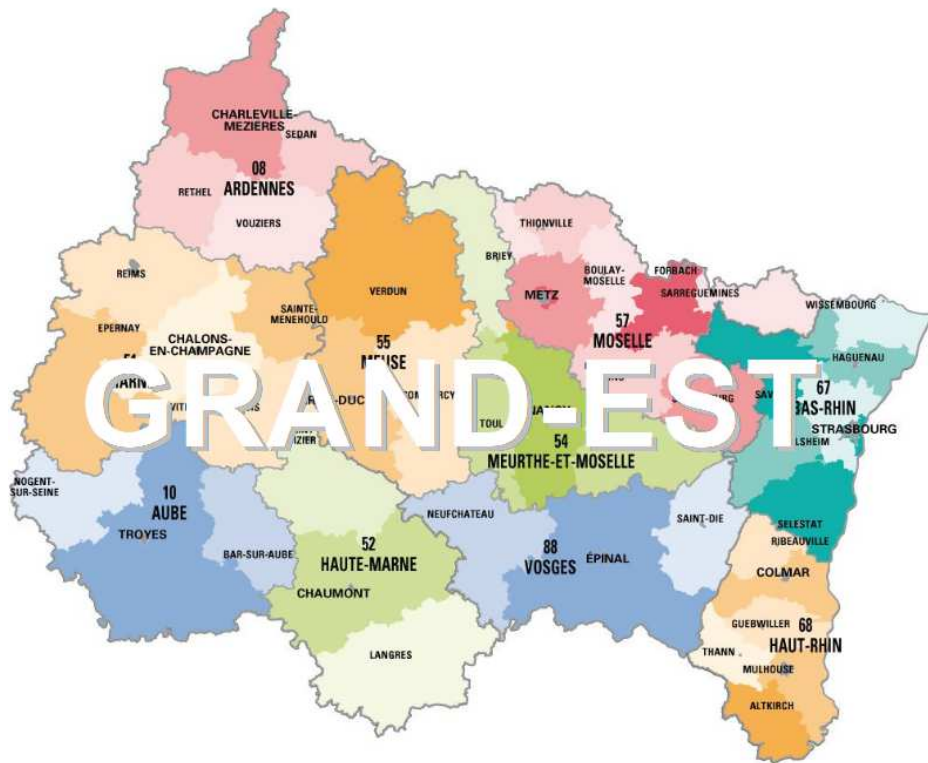 CHARLEVILLE-
MEZIERES
SEDAN
08
ARDENNES
RETHEL
VOUZIERS
THIONVILLE
BRIEY
BOULAY-
MOSELLE
FORBACH
REIMS
VERDUN
METZ
SARREGUEMINES
WISSEMBOURG
SAINTE-
MENEHOULD
57
MOSELLE
EPERNAY
CHALONS-
EN-CHAMPAGNE
55
MEUSE
HAGUENAU
67
BAS-RHIN
GRAND-EST
TOUL
STRASBOURG
54
MEURTHE-ET-MOSELLE
NOGENT-
SUR-SEINE
10
AUBE
TROYES
BAR-SUR-AUBE
NEUFCHATEAU
SAINT-DIE
SELESTAT
RIBEAUVILLE
52
HAUTE-MARNE
88
VOSGES
ÉPINAL
COLMAR
CHAUMONT
GUEBWILLER
68
HAUT-RHIN
LANGRES
THANN
MULHOUSE
ALTKIRCH